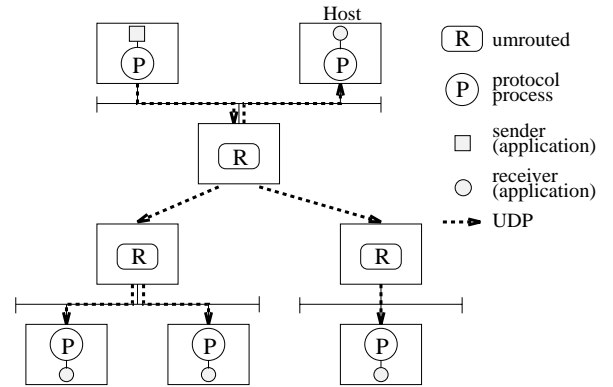 Host
P
P
R
R
R
P
P
P
R umrouted
P protocol
process
sender
(application)
receiver
(application)
UDP